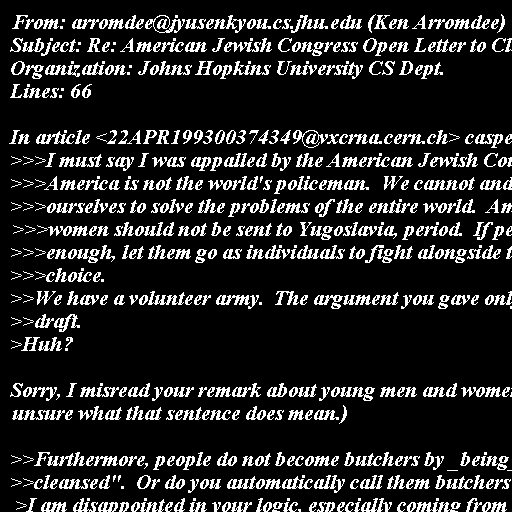 From: arromdee@jyusenkyou.cs.jhu.edu (Ken Arromdee)
Subject: Re: American Jewish Congress Open Letter to Cl
Organization: Johns Hopkins University CS Dept.
Lines: 66

In article <22APR199300374349@vxcrna.cern.ch> caspe
>>>I must say I was appalled by the American Jewish Con
>>>America is not the world's policeman.  We cannot and
>>>ourselves to solve the problems of the entire world.  Am
>>>women should not be sent to Yugoslavia, period.  If pe
>>>enough, let them go as individuals to fight alongside t
>>>choice.
>>We have a volunteer army.  The argument you gave onl
>>draft.
>Huh?

Sorry, I misread your remark about young men and wome
unsure what that sentence does mean.)

>>Furthermore, people do not become butchers by _being_
>>cleansed".  Or do you automatically call them butchers
>I am disappointed in your logic, especially coming from